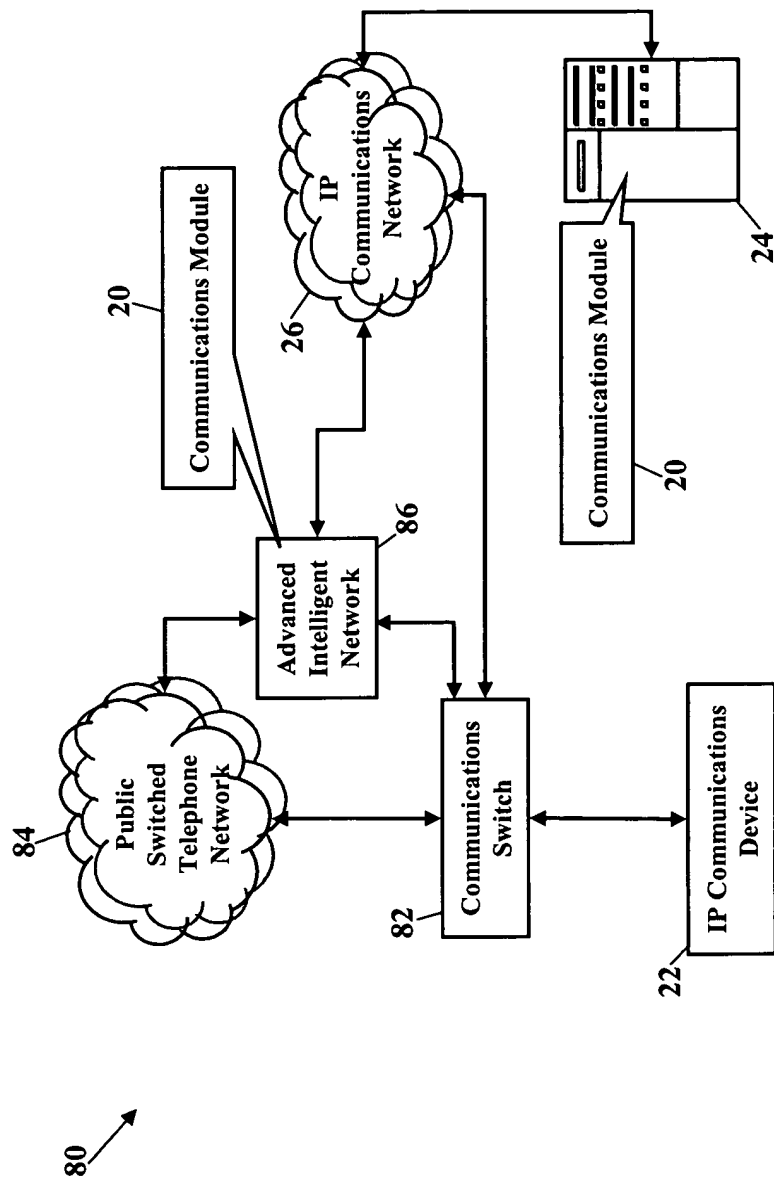 80
84
Public
Switched
Telephone
Network
20
Communications Module
Advanced
Intelligent
Network
86
26
IP
Communications
Network
82
Communications
Switch
22
IP Communications
Device
Communications Module
20
24